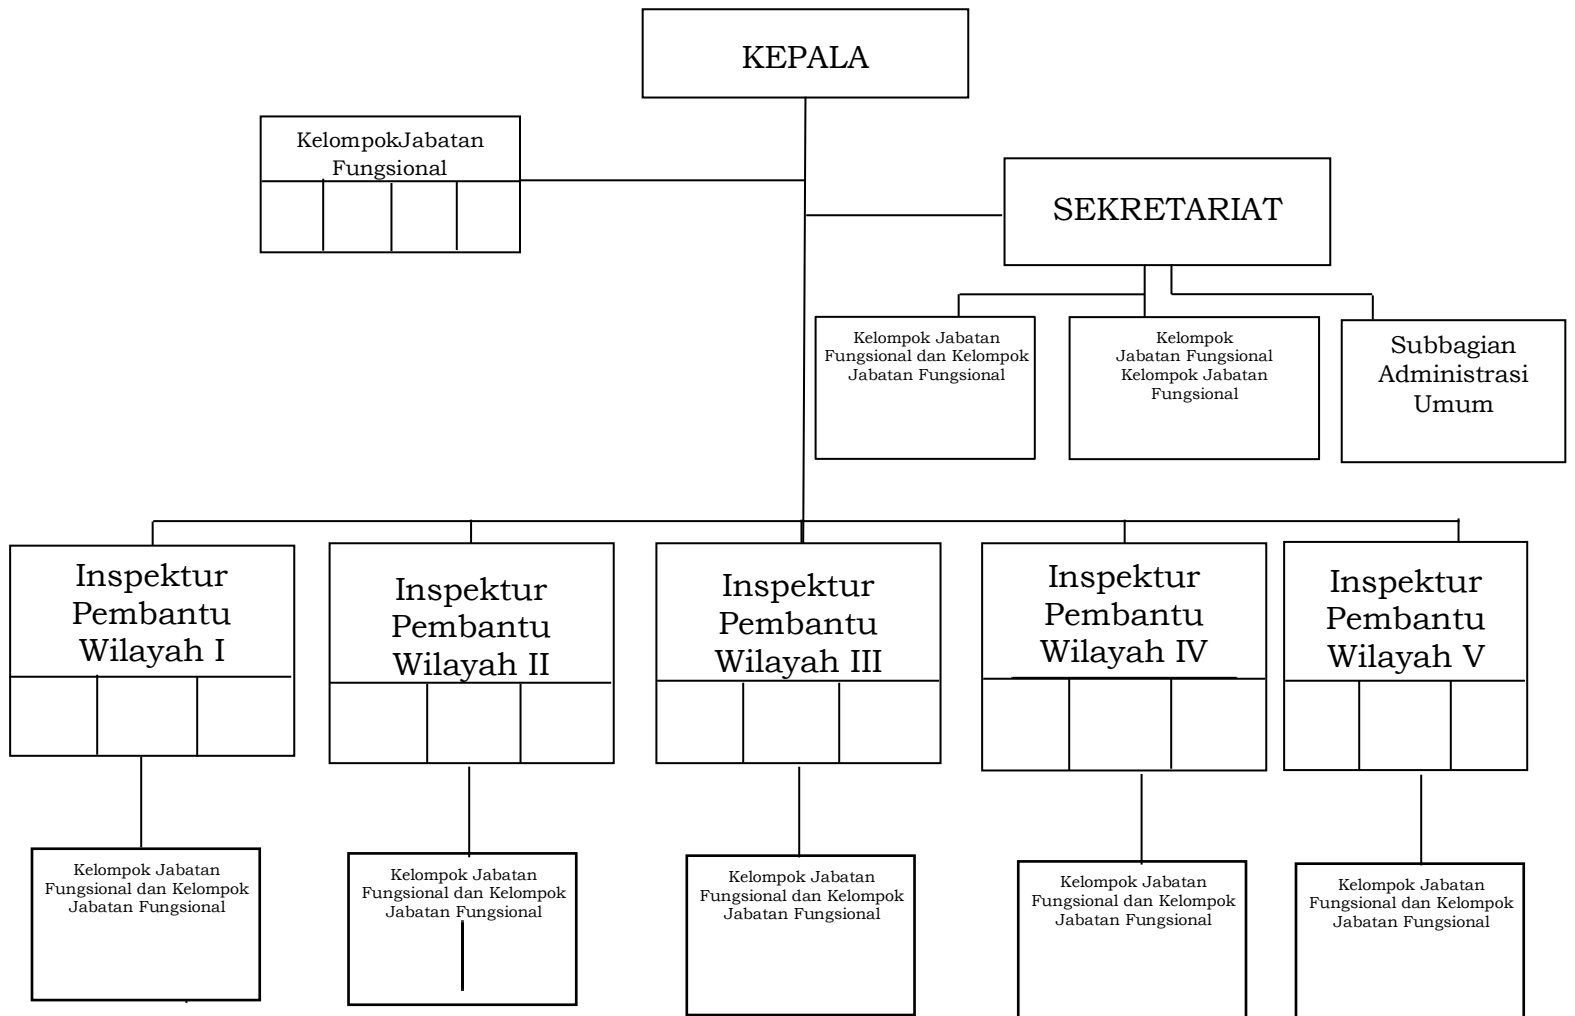 KEPALA
KelompokJabatan
Fungsional
SEKRETARIAT
Kelompok Jabatan
Fungsional dan Kelompok
Jabatan Fungsional
Kelompok
Jabatan Fungsional
Kelompok Jabatan
Fungsional
Subbagian
Administrasi
Umum
Inspektur
Pembantu
Wilayah I
Inspektur
Pembantu
Wilayah II
Inspektur
Pembantu
Wilayah III
Inspektur
Pembantu
Wilayah IV
Inspektur
Pembantu
Wilayah V
Kelompok Jabatan
Fungsional dan Kelompok
Jabatan Fungsional
Kelompok Jabatan
Fungsional dan Kelompok
Jabatan Fungsional
Kelompok Jabatan
Fungsional dan Kelompok
Jabatan Fungsional
Kelompok Jabatan
Fungsional dan Kelompok
Jabatan Fungsional
Kelompok Jabatan
Fungsional dan Kelompok
Jabatan Fungsional